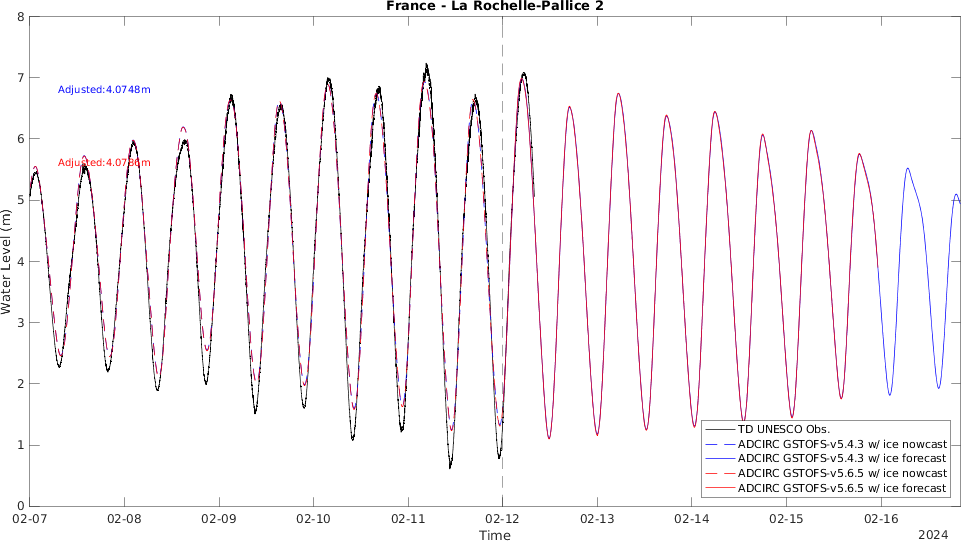 France - La Rochelle-Pallice 2
8
7
6
5
4
3
2
1
0
Water Level (m)
Adjusted:4.0748m
Adjusted:4.0786m
TD UNESCO Obs.
ADCIRC GSTOFS-v5.4.3 w/ ice nowcast
ADCIRC GSTOFS-v5.4.3 w/ ice forecast
ADCIRC GSTOFS-v5.6.5 w/ ice nowcast
ADCIRC GSTOFS-v5.6.5 w/ ice forecast
02-07 02-08 02-09 02-10 02-11 02-12 02-13 02-14 02-15 02-16
Time
2024